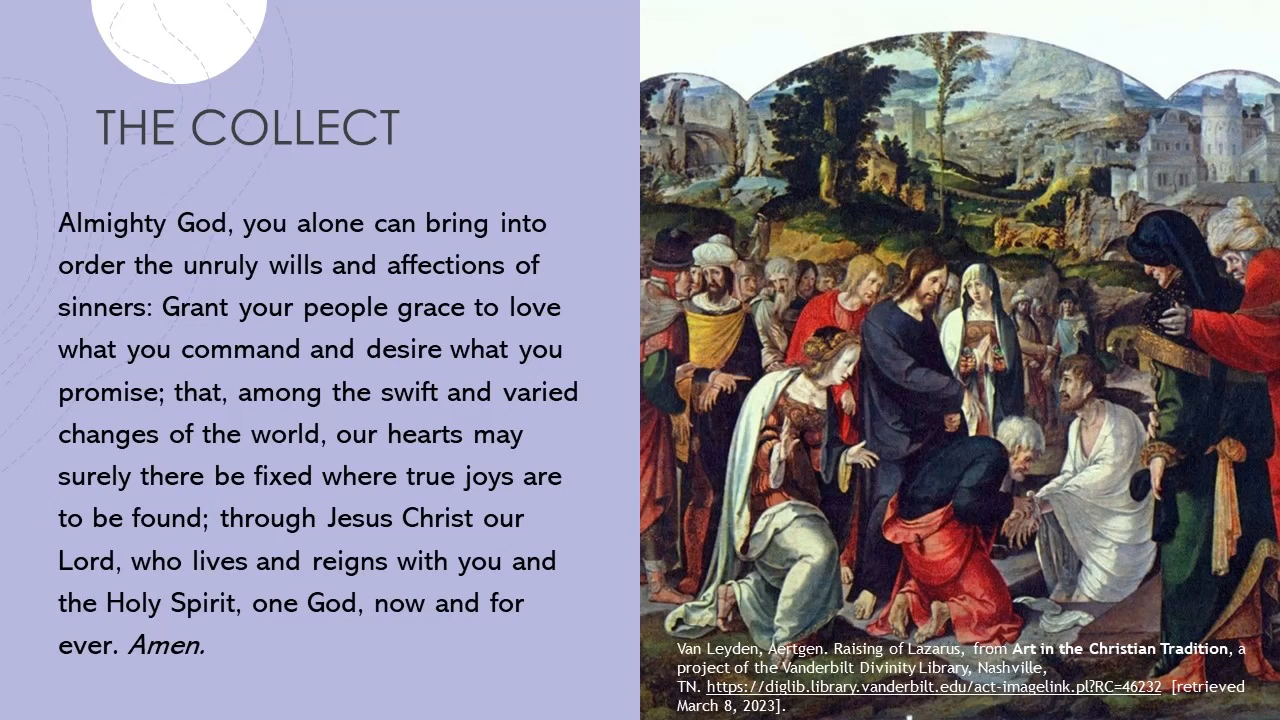 THE COLLECT
Almighty God, you alone can bring into
order the unruly wills and affections of
sinners: Grant your people grace to love
what you command and desire what you
promise; that, among the swift and varied
changes of the world, our hearts may
surely there be fixed where true joys are
to be found; through Jesus Christ our
Lord, who lives and reigns with you and
the Holy Spirit, one God, now and for
ever. Amen.
Van Leyden, Aertgen. Raising of Lazarus, from Art in the Christian Tradition, a
project of the Vanderbilt Divinity Library, Nashville,
TN. https://diglib.library.vanderbilt.edu/act-imagelink.pl?RC=46232 [retrieved
March 8, 2023].